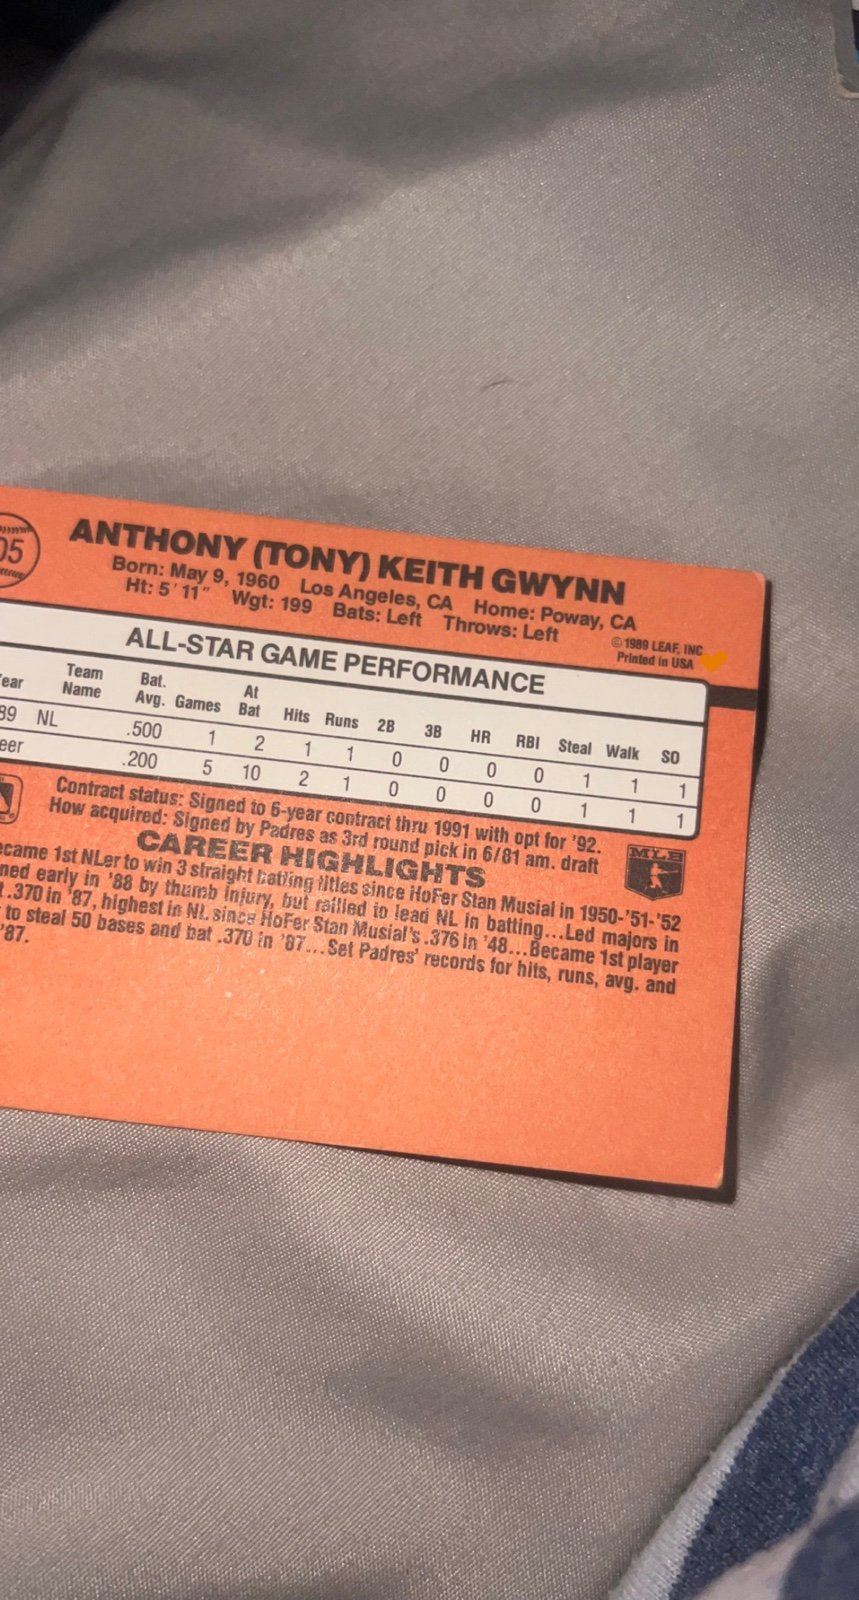 05
ANTHONY (TONY) KEITH GWYNN
Born: May 9, 1960 Los Angeles, CA Home: Poway, CA
Ht: 5'11" Wgt: 199 Bats: Left Throws: Left
©1989 LEAF, INC.
Printed in USA
ALL-STAR GAME PERFORMANCE
ear Team Name Bat. Avg. Games At Bat Hits Runs 2B 3B HR RBI Steal Walk SO
89 NL .500 1 2 1 1 0 0 0 0 1 1 1
eer .200 5 10 2 1 0 0 0 0 1 1 1
Contract status: Signed to 6-year contract thru 1991 with opt for '92.
How acquired: Signed by Padres as 3rd round pick in 6/81 am. draft
MLB
CAREER HIGHLIGHTS
ecame 1st NLer to win 3 straight batting titles since HoFer Stan Musial in 1950-'51-'52
ned early in '88 by thumb injury, but rallied to lead NL in batting...Led majors in
t .370 in '87, highest in NL since HoFer Stan Musial's .376 in '48...Became 1st player
to steal 50 bases and bat .370 in '87...Set Padres' records for hits, runs, avg. and
'87.